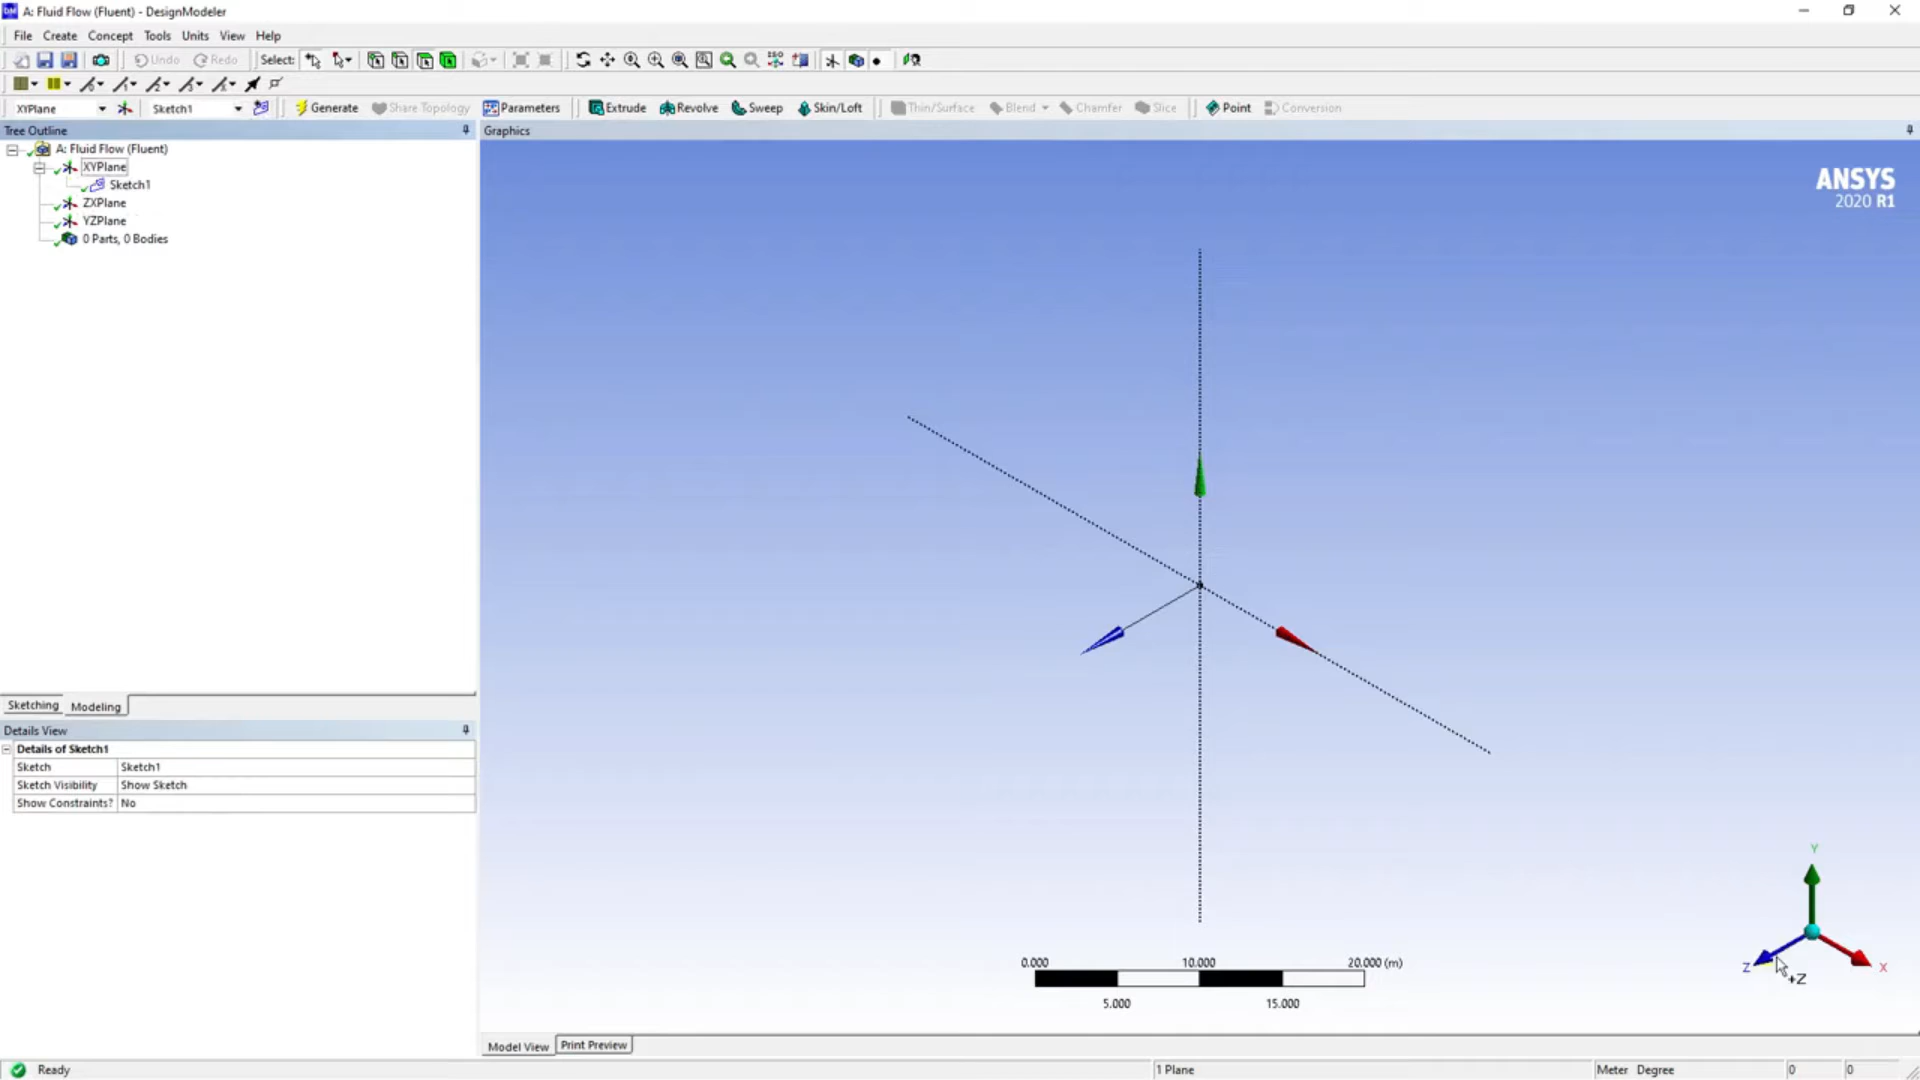 A: Fluid Flow (Fluent) - DesignModeler
File Create Concept Tools Units View Help
Undo Redo Select:
XYPlane Sketch1 Generate Share Topology Parameters Extrude Revolve Sweep Skin/Loft Thin/Surface Blend Chamfer Slice Point Conversion
Tree Outline
Graphics
A: Fluid Flow (Fluent)
XYPlane
Sketch1
ZXPlane
YZPlane
0 Parts, 0 Bodies
ANSYS
2020 R1
Sketching Modeling
Details View
Details of Sketch1
Sketch Sketch1
Sketch Visibility Show Sketch
Show Constraints? No
Y
Z
X
+Z
0.000 10.000 20.000 (m)
5.000 15.000
Model View Print Preview
Ready 1 Plane Meter Degree 0 0